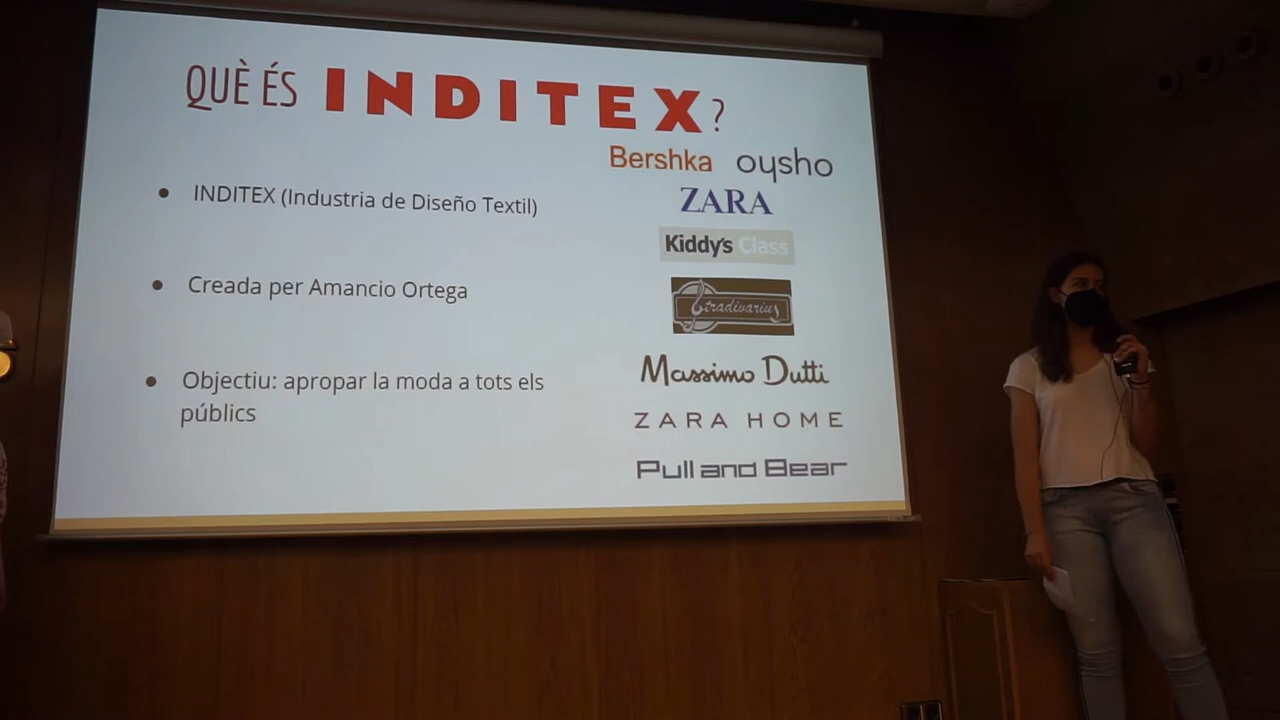 QUÈ ÉS INDITEX?
Bershka oysho
INDITEX (Industria de Diseño Textil)
ZARA
Kiddy's Class
Creada per Amancio Ortega
Stradivarius
Objectiu: apropar la moda a tots els
públics
Massimo Dutti
ZARA HOME
Pull and Bear